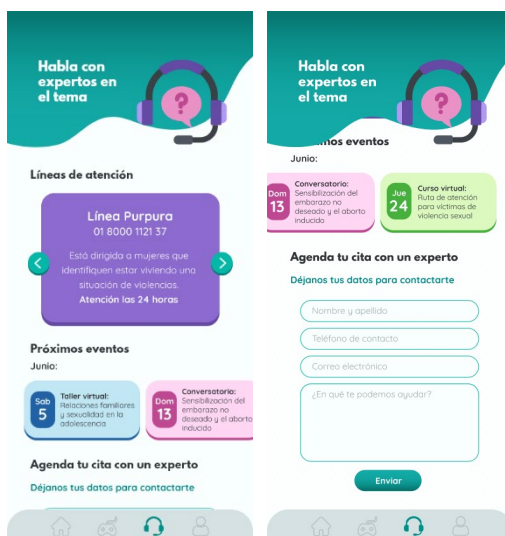 Habla con
expertos en
el tema
?
Líneas de atención
Línea Purpura
01 8000 1121 37
Está dirigida a mujeres que
identifiquen estar viviendo una
situación de violencias.
Atención las 24 horas
Próximos eventos
Junio:
Sab
5
Taller virtual:
Relaciones familiares
y sexualidad en la
adolescencia
Dom
13
Conversatorio:
Sensibilización del
embarazo no
deseado y el aborto
inducido
Agenda tu cita con un experto
Déjanos tus datos para contactarte
Habla con
expertos en
el tema
?
imos eventos
Junio:
Dom
13
Conversatorio:
Sensibilización del
embarazo no
deseado y el aborto
inducido
Jue
24
Curso virtual:
Ruta de atención
para víctimas de
violencia sexual
Agenda tu cita con un experto
Déjanos tus datos para contactarte
Nombre y apellido
Teléfono de contacto
Correo electrónico
¿En qué te podemos ayudar?
Enviar